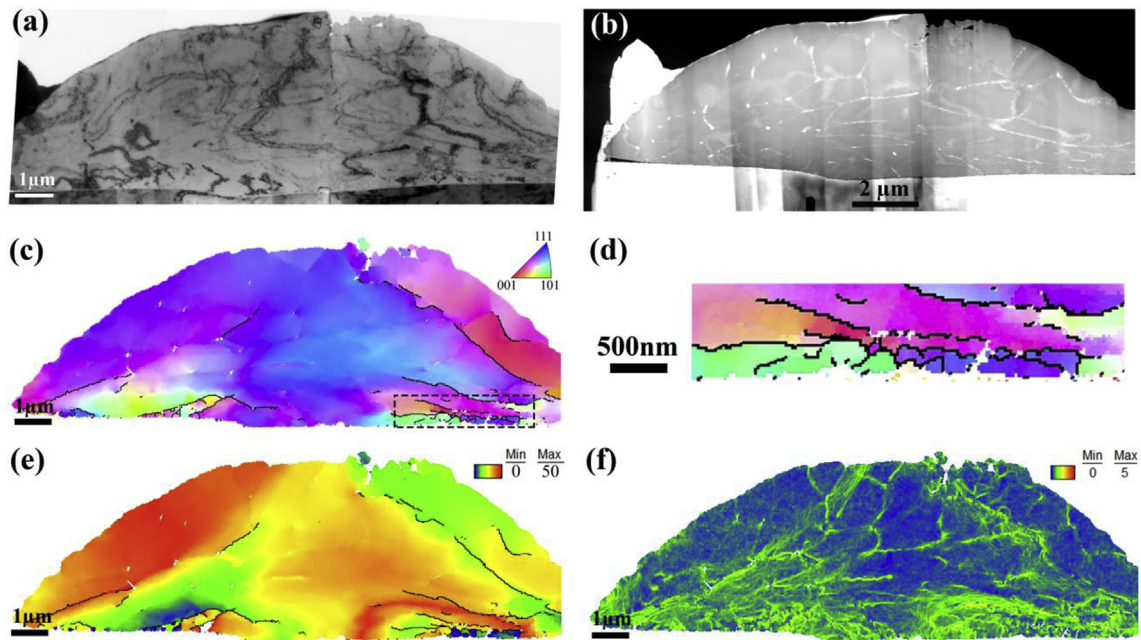 (a)
1μm
(b)
2 μm
(c)
111
001
101
1μm
(d)
500nm
(e)
Min Max
0 50
1μm
(f)
Min Max
0 5
1μm